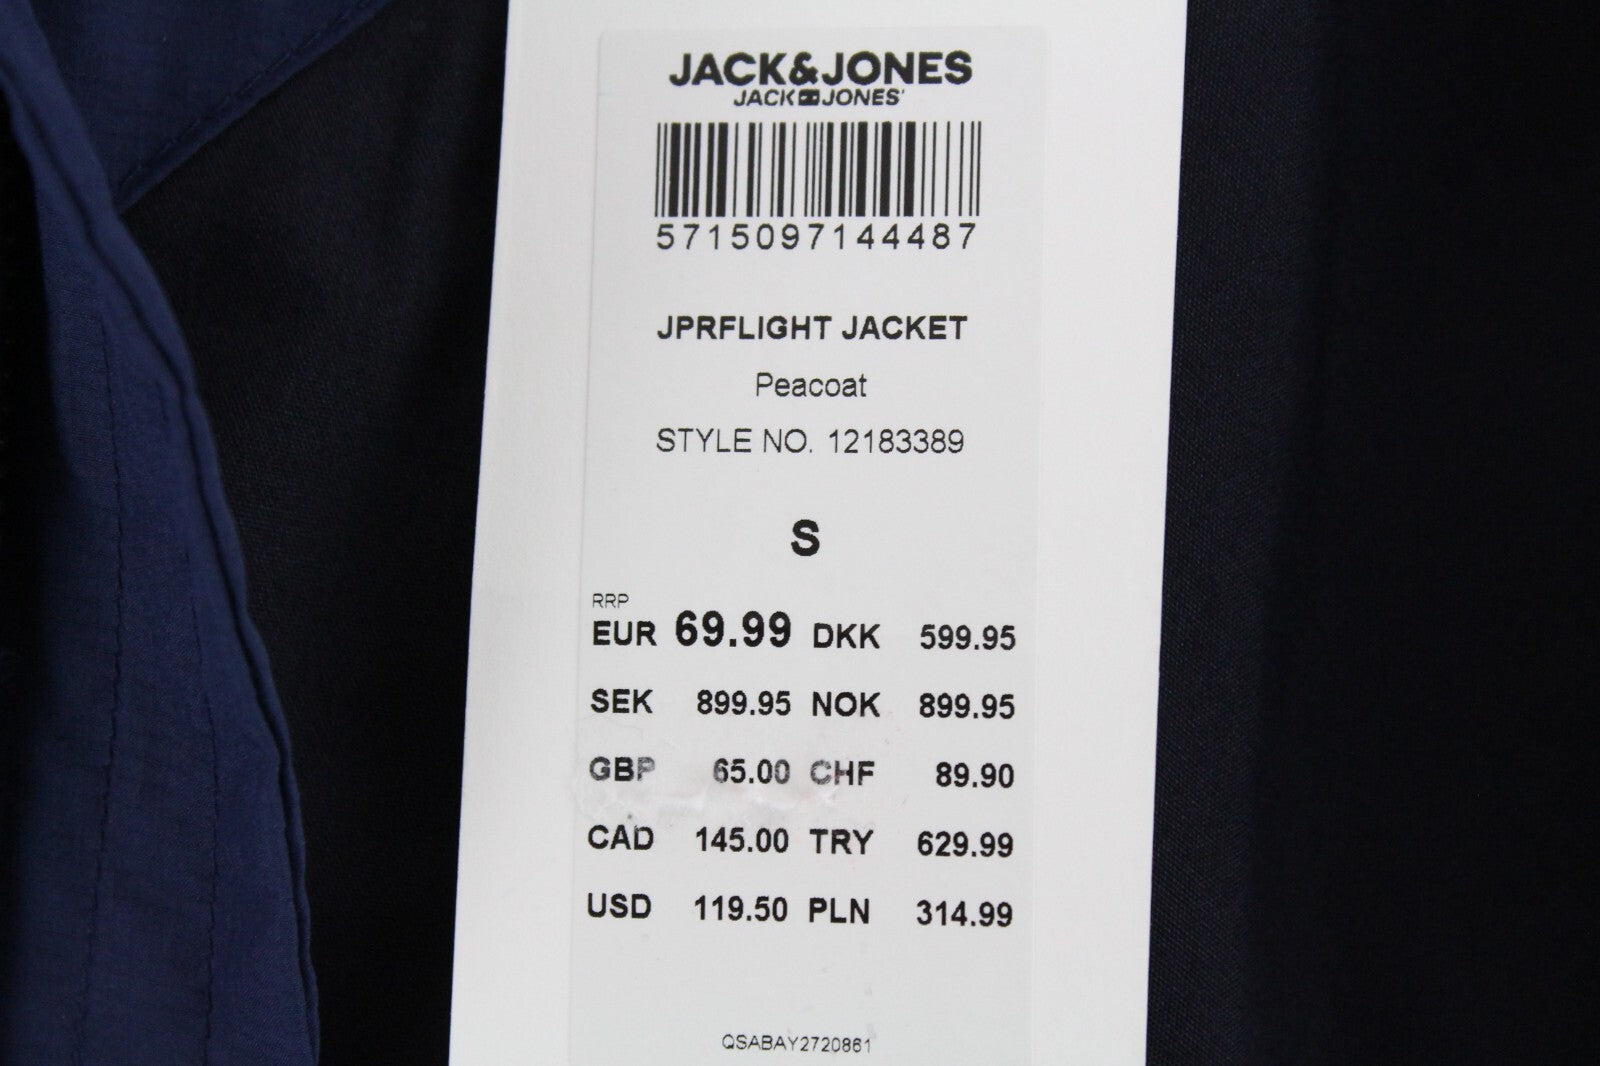 JACK&JONES
JACK JONES'
5715097144487
JPRFLIGHT JACKET
Peacoat
STYLE NO. 12183389
S
RRP
EUR 69.99 DKK 599.95
SEK 899.95 NOK 899.95
GBP 65.00 CHF 89.90
CAD 145.00 TRY 629.99
USD 119.50 PLN 314.99
QSABAY2720861